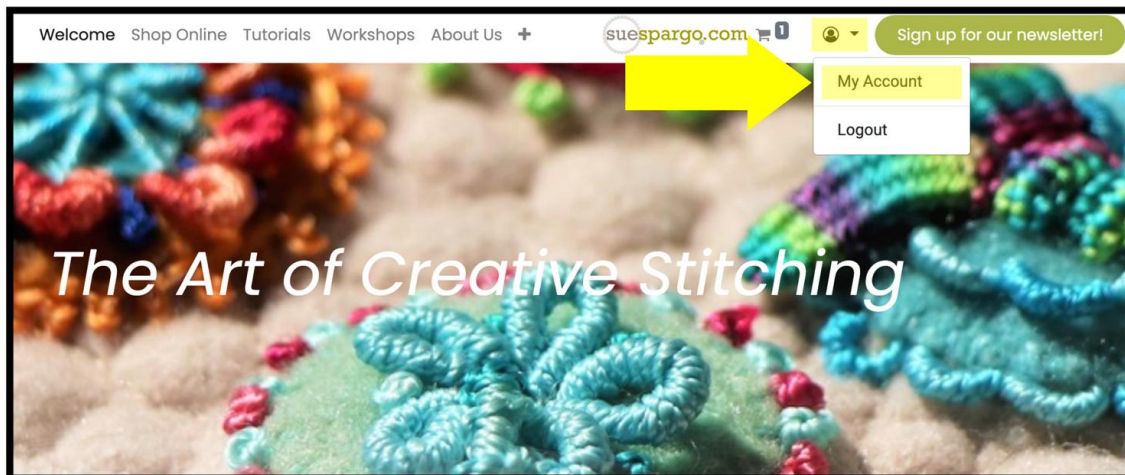 Welcome Shop Online Tutorials Workshops About Us + suespargo.com 1 Sign up for our newsletter!
My Account
Logout
The Art of Creative Stitching